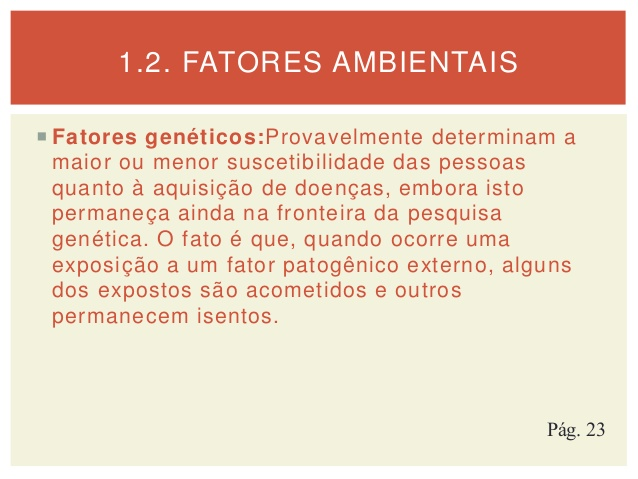 1.2. FATORES AMBIENTAIS
Fatores genéticos:Provavelmente determinam a
maior ou menor suscetibilidade das pessoas
quanto à aquisição de doenças, embora isto
permaneça ainda na fronteira da pesquisa
genética. O fato é que, quando ocorre uma
exposição a um fator patogênico externo, alguns
dos expostos são acometidos e outros
permanecem isentos.
Pág. 23